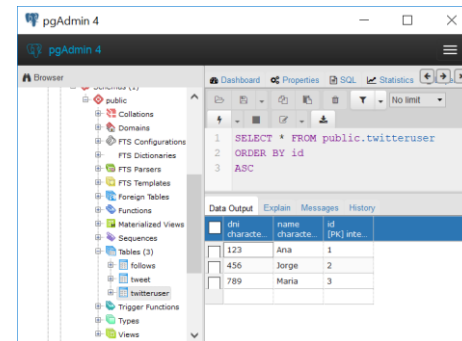 pgAdmin 4
pgAdmin 4
Browser
Dashboard Properties SQL Statistics
public
Collations
Domains
FTS Configurations
FTS Dictionaries
FTS Parsers
FTS Templates
Foreign Tables
Functions
Materialized Views
Sequences
Tables (3)
follows
tweet
twitteruser
Trigger Functions
Types
Views
No limit
1 SELECT * FROM public.twitteruser
2 ORDER BY id
3 ASC
Data Output Explain Messages History
dni name id
characte... characte... [PK] inte...
123 Ana 1
456 Jorge 2
789 Maria 3